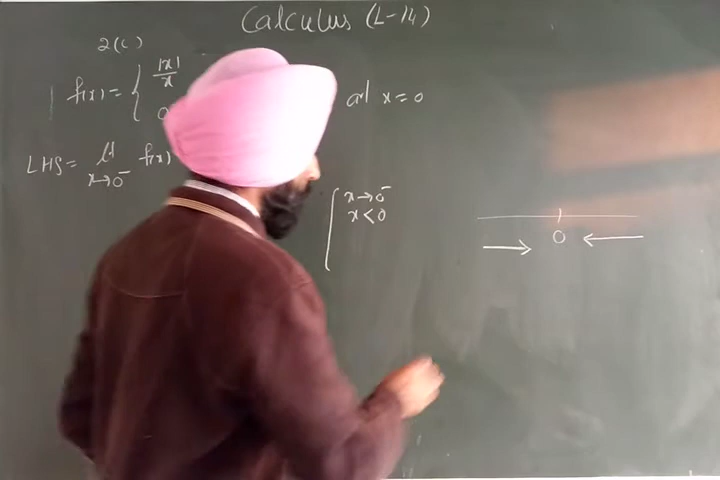 Calculus (L-14)
2(c)
f(x) = { |x|/x
0 at x = 0
LHS = lt x→0⁻ f(x)
x→0⁻
x < 0
0